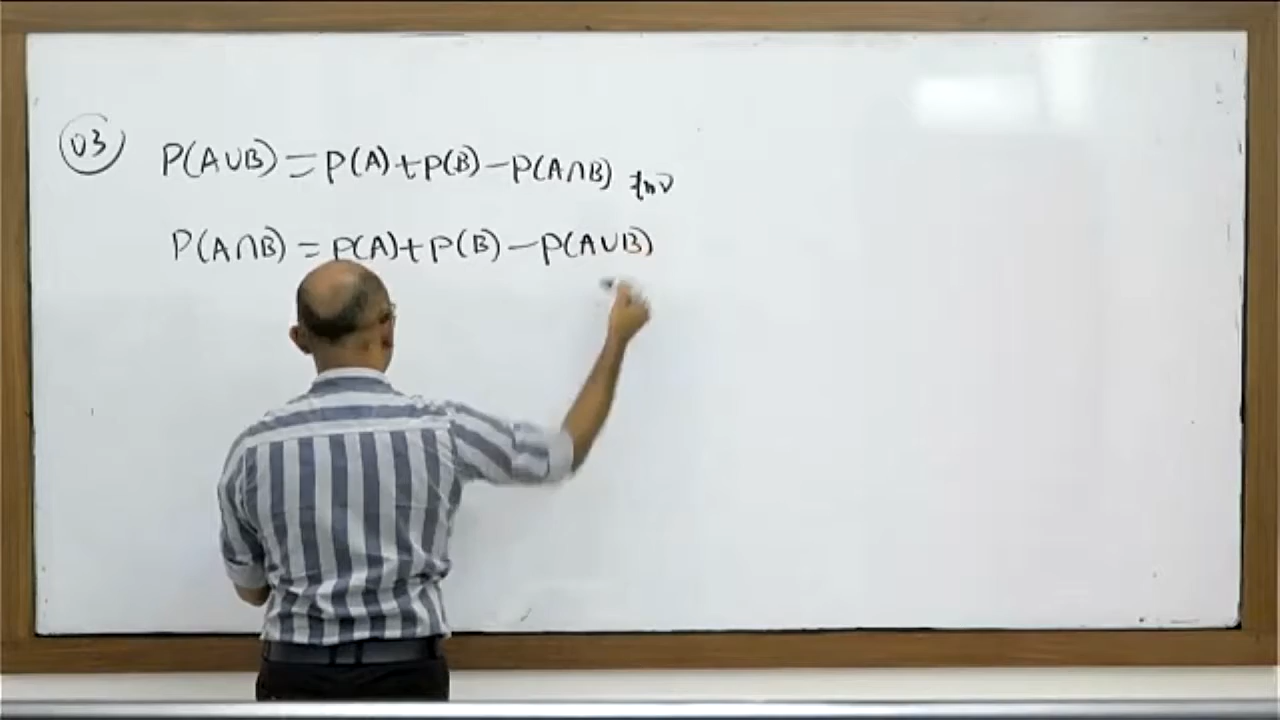 03 P(A∪B) = P(A)+P(B)-P(A∩B)
P(A∩B) = P(A)+P(B)-P(A∪B)